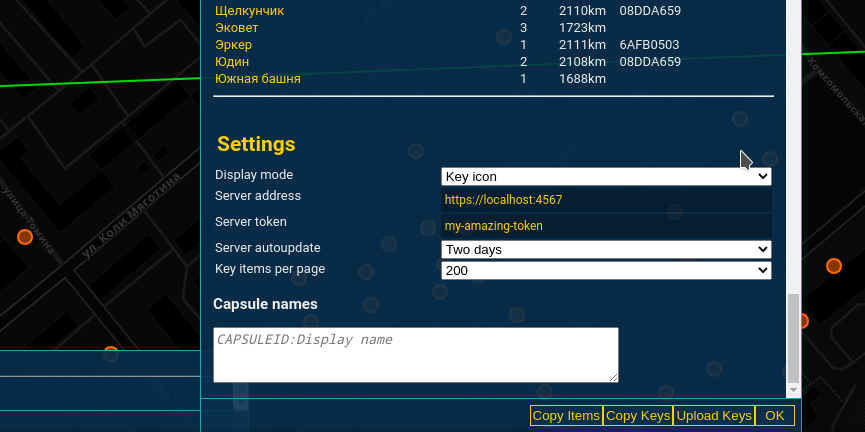 Щелкунчик 2 2110km 08DDA659
Эковет 3 1723km
Эркер 1 2111km 6AFB0503
Юдин 2 2108km 08DDA659
Южная башня 1 1688km
Settings
Display mode Key icon
Server address https://localhost:4567
Server token my-amazing-token
Server autoupdate Two days
Key items per page 200
Capsule names
CAPSULEID:Display name
Copy Items Copy Keys Upload Keys OK
улица Томина
ул. Коли Мяготина
Комсомольска